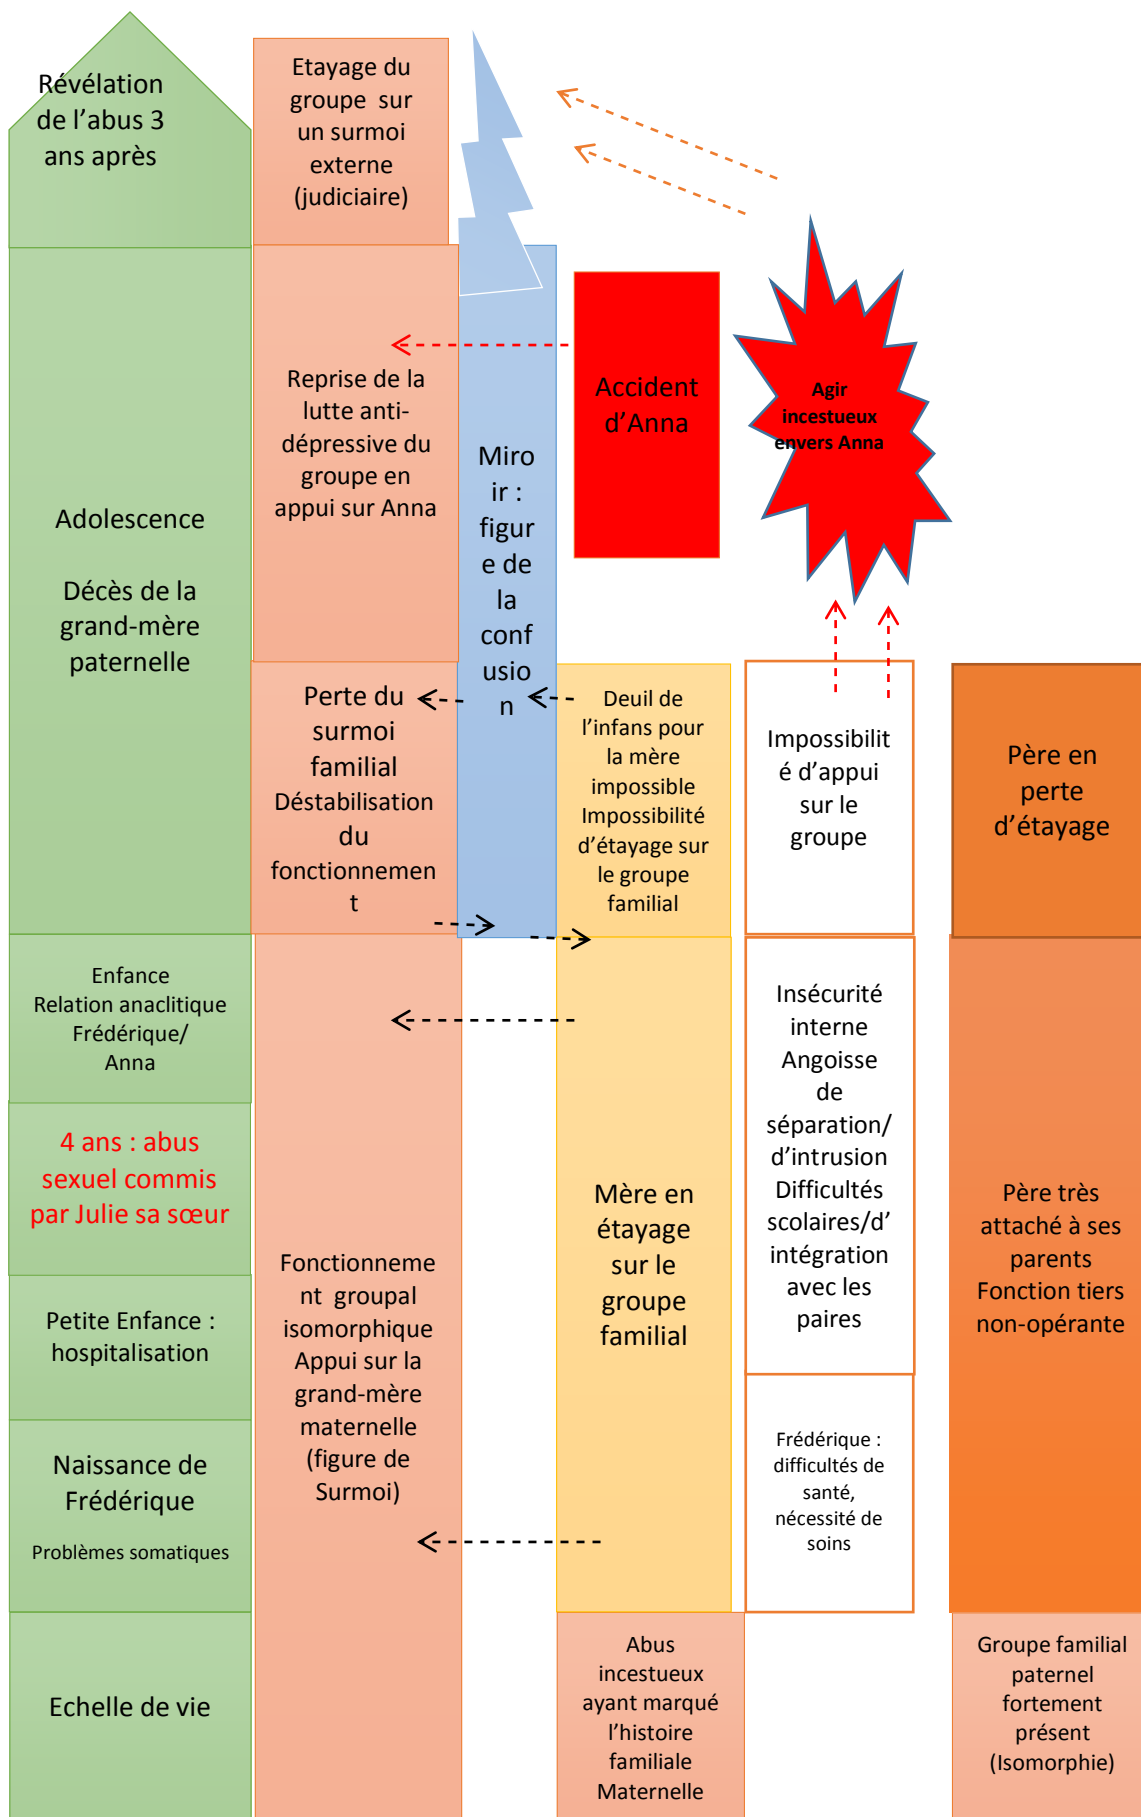 Révélation
de l’abus 3
ans après
Etayage du
groupe sur
un surmoi
externe
(judiciaire)
Reprise de la
lutte anti-
dépressive du
groupe en
appui sur Anna
Miro
ir :
figur
e de
la
conf
usio
n
Accident
d’Anna
Agir
incestueux
envers Anna
Adolescence
Décès de la
grand-mère
paternelle
Perte du
surmoi
familial
Déstabilisation
du
fonctionnemen
t
Deuil de
l’infans pour
la mère
impossible
Impossibilité
d’étayage sur
le groupe
familial
Impossibilit
é d’appui
sur le
groupe
Père en
perte
d’étayage
Enfance
Relation anaclitique
Frédérique/
Anna
4 ans : abus
sexuel commis
par Julie sa sœur
Petite Enfance :
hospitalisation
Naissance de
Frédérique
Problèmes somatiques
Echelle de vie
Fonctionneme
nt groupal
isomorphique
Appui sur la
grand-mère
maternelle
(figure de
Surmoi)
Mère en
étayage
sur le
groupe
familial
Insécurité
interne
Angoisse
de
séparation/
d’intrusion
Difficultés
scolaires/d’
intégration
avec les
paires
Frédérique :
difficultés de
santé,
nécessité de
soins
Père très
attaché à ses
parents
Fonction tiers
non-opérante
Abus
incestueux
ayant marqué
l’histoire
familiale
Maternelle
Groupe familial
paternel
fortement
présent
(Isomorphie)